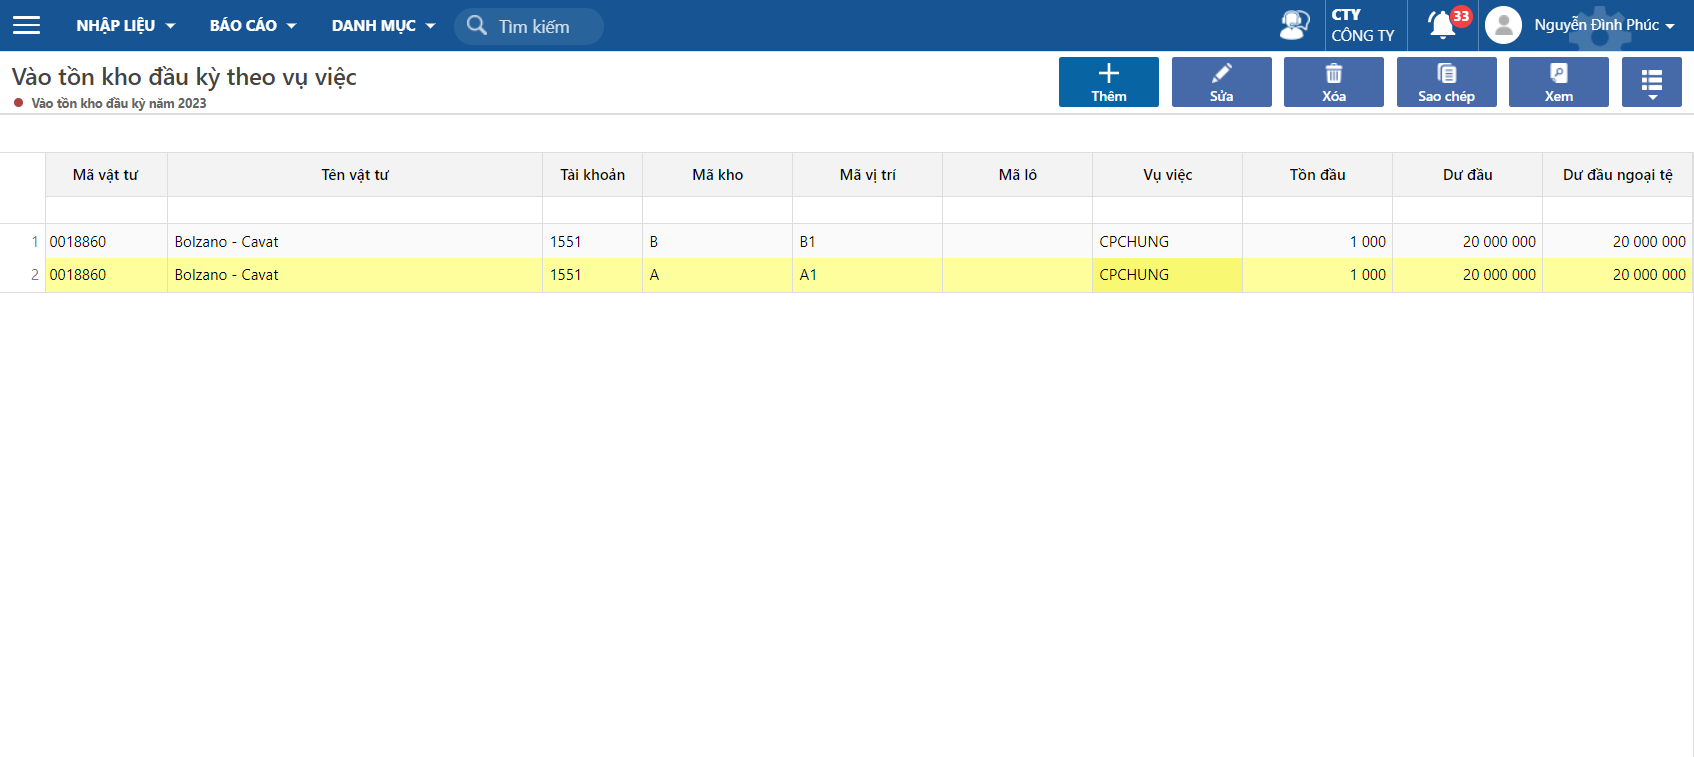 NHẬP LIỆU BÁO CÁO DANH MỤC Tìm kiếm CTY CÔNG TY 33 Nguyễn Đình Phúc
Vào tồn kho đầu kỳ theo vụ việc
Vào tồn kho đầu kỳ năm 2023
Thêm Sửa Xóa Sao chép Xem
Mã vật tư Tên vật tư Tài khoản Mã kho Mã vị trí Mã lô Vụ việc Tồn đầu Dư đầu Dư đầu ngoại tệ
1 0018860 Bolzano - Cavat 1551 B B1 CPCHUNG 1 000 20 000 000 20 000 000
2 0018860 Bolzano - Cavat 1551 A A1 CPCHUNG 1 000 20 000 000 20 000 000